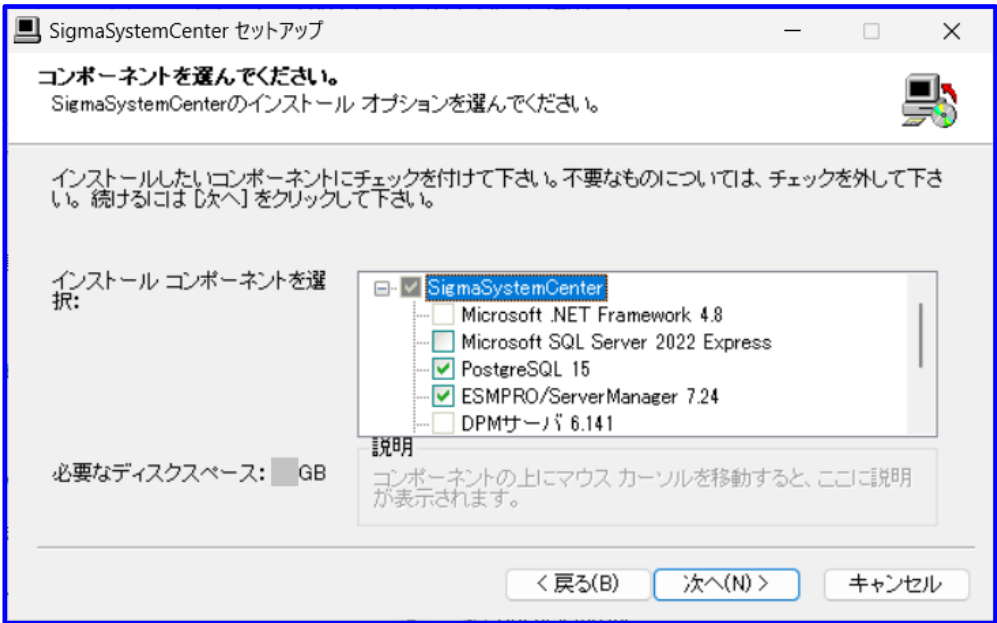 SigmaSystemCenter セットアップ
コンポーネントを選んでください。
SigmaSystemCenterのインストール オプションを選んでください。
インストールしたいコンポーネントにチェックを付けて下さい。不要なものについては、チェックを外して下さ
い。続けるには [次へ] をクリックして下さい。
インストール コンポーネントを選
択:
SigmaSystemCenter
Microsoft .NET Framework 4.8
Microsoft SQL Server 2022 Express
PostgreSQL 15
ESMPRO/ServerManager 7.24
DPMサーバ 6.141
説明
コンポーネントの上にマウス カーソルを移動すると、ここに説明
が表示されます。
必要なディスクスペース: GB
< 戻る(B)
次へ(N) >
キャンセル